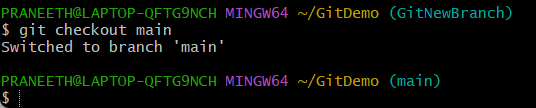 PRANEETH@LAPTOP-QFTG9NCH MINGW64 ~/GitDemo (GitNewBranch)
$ git checkout main
Switched to branch 'main'
PRANEETH@LAPTOP-QFTG9NCH MINGW64 ~/GitDemo (main)
$